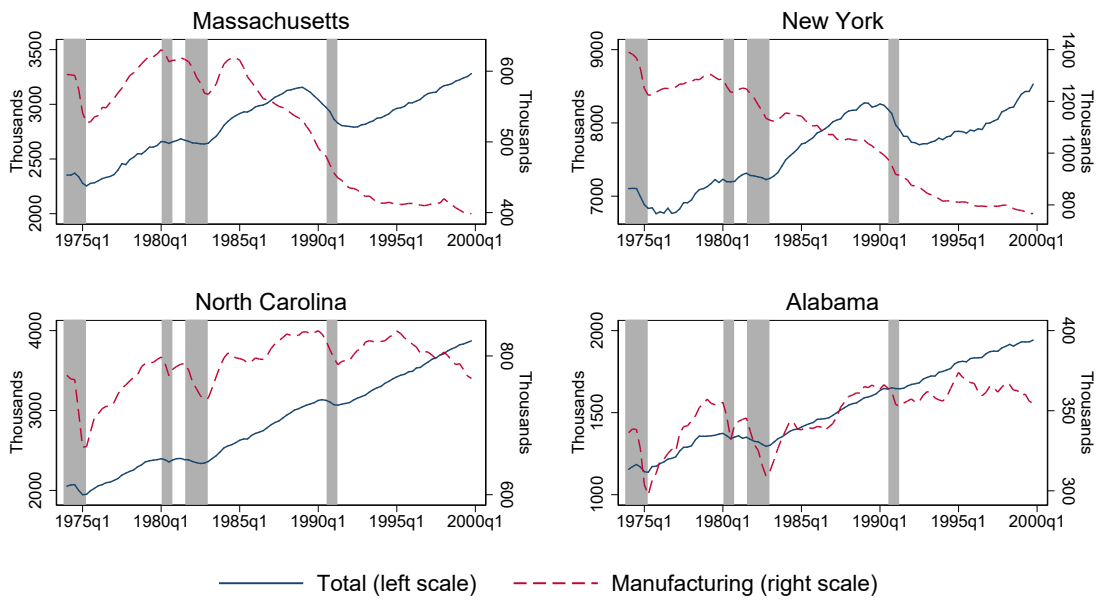 Massachusetts
Thousands
2000 2500 3000 3500
400 500 600
Thousands
1975q1 1980q1 1985q1 1990q1 1995q1 2000q1
New York
Thousands
7000 8000 9000
800 1000 1200 1400
Thousands
1975q1 1980q1 1985q1 1990q1 1995q1 2000q1
North Carolina
Thousands
2000 3000 4000
600 800
Thousands
1975q1 1980q1 1985q1 1990q1 1995q1 2000q1
Alabama
Thousands
1000 1500 2000
300 350 400
Thousands
1975q1 1980q1 1985q1 1990q1 1995q1 2000q1
Total (left scale) Manufacturing (right scale)